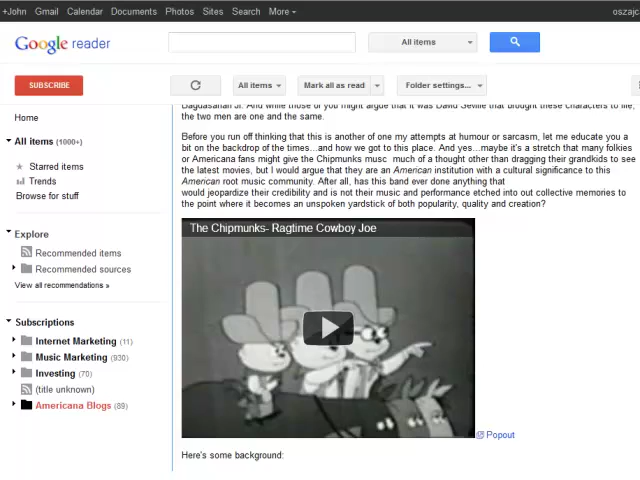 +John Gmail Calendar Documents Photos Sites Search More
oszajc
Google reader
All items
SUBSCRIBE
All items
Mark all as read
Folder settings...
Home
All items (1000+)
Starred items
Trends
Browse for stuff
Explore
Recommended items
Recommended sources
View all recommendations »
Subscriptions
Internet Marketing (11)
Music Marketing (930)
Investing (70)
(title unknown)
Americana Blogs (89)
Bagdasarian Jr. And while those of you might argue that it was David Seville that brought these characters to life,
the two men are one and the same.
Before you run off thinking that this is another of one my attempts at humour or sarcasm, let me educate you a
bit on the backdrop of the times...and how we got to this place. And yes...maybe it's a stretch that many folkies
or Americana fans might give the Chipmunks musc much of a thought other than dragging their grandkids to see
the latest movies, but I would argue that they are an American institution with a cultural significance to this
American root music community. After all, has this band ever done anything that
would jeopardize their credibility and is not their music and performance etched into out collective memories to
the point where it becomes an unspoken yardstick of both popularity, quality and creation?
The Chipmunks- Ragtime Cowboy Joe
Popout
Here's some background: